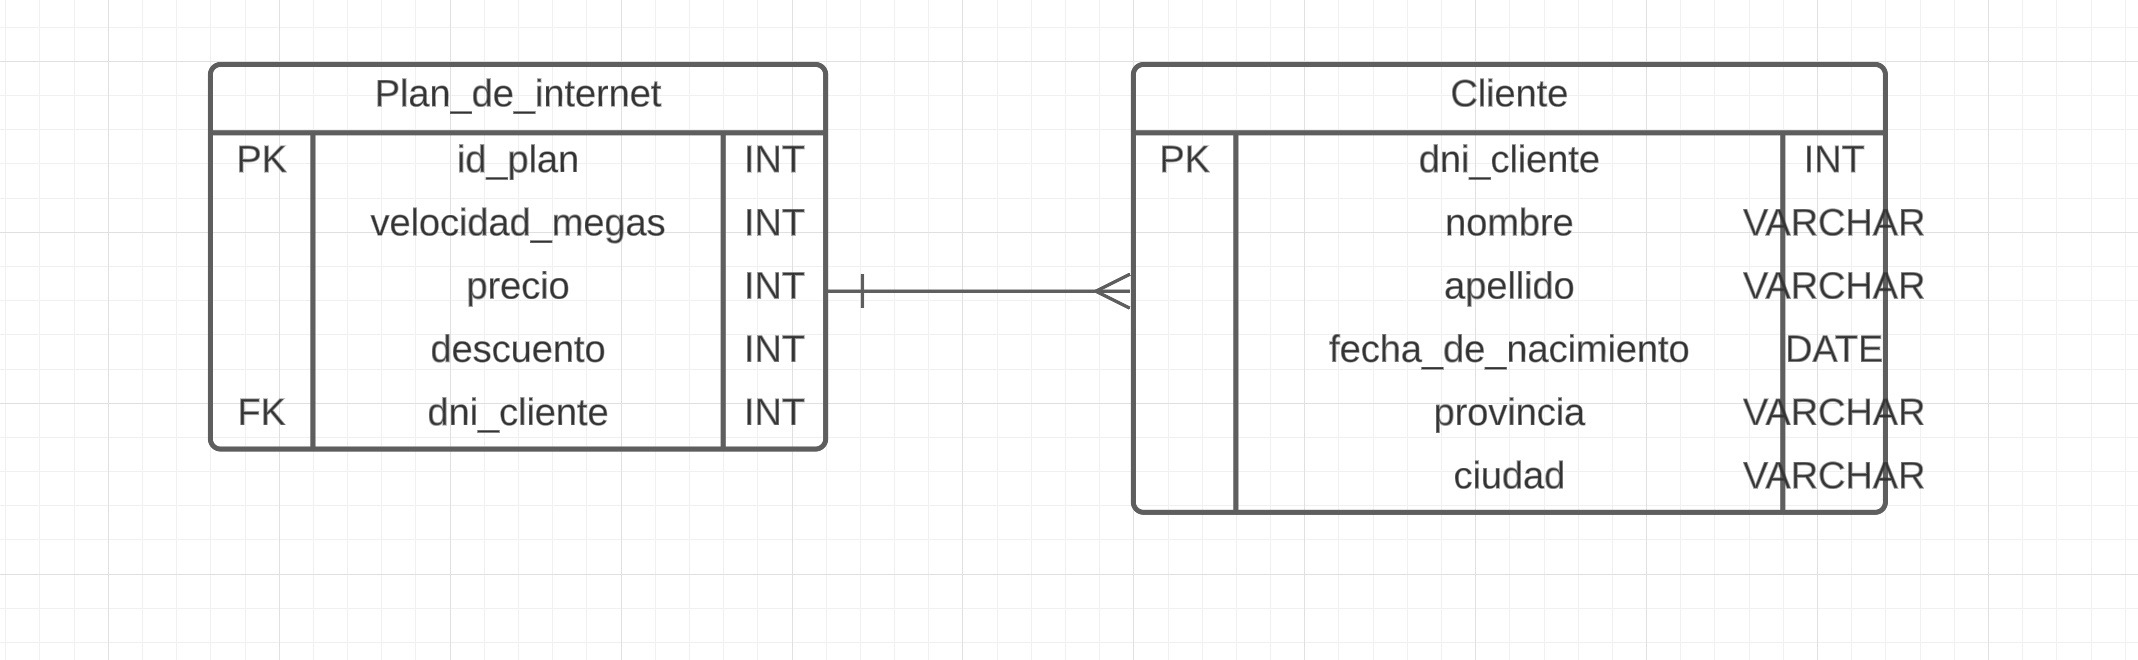 Plan_de_internet
PK id_plan INT
velocidad_megas INT
precio INT
descuento INT
FK dni_cliente INT
Cliente
PK dni_cliente INT
nombre VARCHAR
apellido VARCHAR
fecha_de_nacimiento DATE
provincia VARCHAR
ciudad VARCHAR